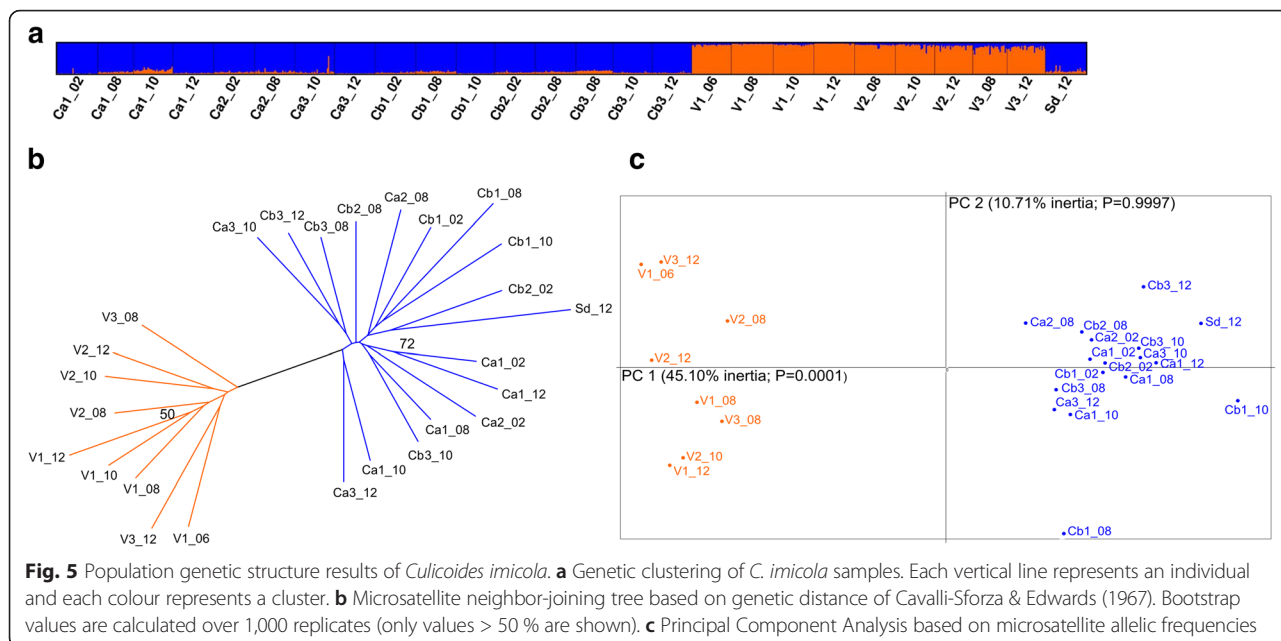 a
Ca1_02
Ca1_08
Ca1_10
Ca1_12
Ca2_02
Ca2_08
Ca3_10
Ca3_12
Cb1_02
Cb1_08
Cb1_10
Cb2_02
Cb2_08
Cb3_08
Cb3_10
Cb3_12
V1_06
V1_08
V1_10
V1_12
V2_08
V2_10
V2_12
V3_08
V3_12
Sd_12
b
Cb1_08
Ca2_08
Cb2_08
Cb3_12
Cb1_02
Ca3_10
Cb3_08
Cb1_10
Cb2_02
Sd_12
V3_08
72
V2_12
Ca1_02
V2_10
Ca1_12
V2_08
50
Ca2_02
Ca1_08
V1_12
Cb3_10
V1_10
Ca1_10
V1_08
Ca3_12
V3_12
V1_06
c
PC 2 (10.71% inertia; P=0.9997)
V3_12
V1_06
Cb3_12
V2_08
Ca2_08
Sd_12
Cb2_08
Ca2_02
Cb3_10
V2_12
Ca1_02
Ca3_10
Ca1_12
PC 1 (45.10% inertia; P=0.0001)
Cb2_02
Cb1_02
Ca1_08
Cb3_08
V1_08
Ca3_12
Cb1_10
Ca1_10
V3_08
V2_10
V1_12
Cb1_08
Fig. 5 Population genetic structure results of Culicoides imicola. a Genetic clustering of C. imicola samples. Each vertical line represents an individual
and each colour represents a cluster. b Microsatellite neighbor-joining tree based on genetic distance of Cavalli-Sforza & Edwards (1967). Bootstrap
values are calculated over 1,000 replicates (only values > 50 % are shown). c Principal Component Analysis based on microsatellite allelic frequencies